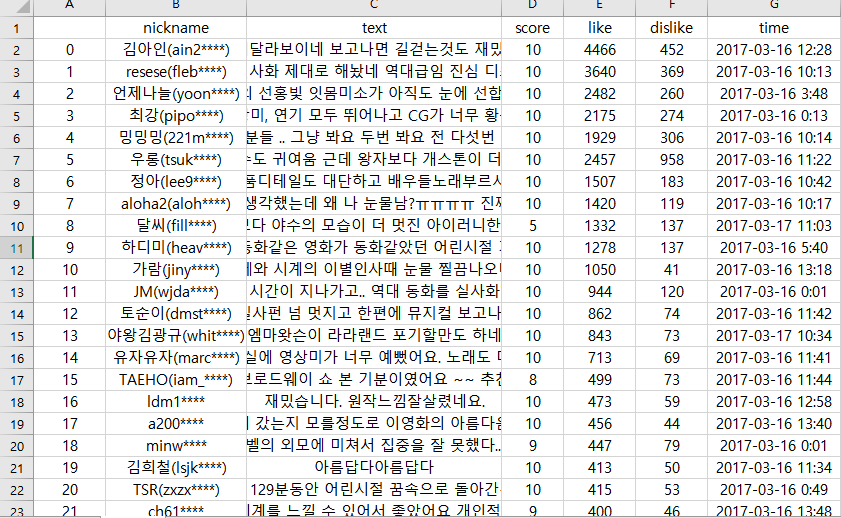 A B C D E F G
1 nickname text score like dislike time
2 0 김아인(ain2****) 달라보이네 보고나면 길걷는것도 재밌 10 4466 452 2017-03-16 12:28
3 1 resese(fleb****) 사화 제대로 해놨네 역대급임 진심 디 10 3640 369 2017-03-16 10:13
4 2 언제나늘(yoon****) 선홍빛 잇몸미소가 아직도 눈에 선합 10 2482 260 2017-03-16 3:48
5 3 최강(pipo****) 미, 연기 모두 뛰어나고 CG가 너무 황 10 2175 274 2017-03-16 0:13
6 4 밍밍밍(221m****) 분들 .. 그냥 봐요 두번 봐요 전 다섯번 10 1929 306 2017-03-16 10:14
7 5 우롱(tsuk****) 도 귀여움 근데 왕자보다 개스톤이 더 10 2457 958 2017-03-16 11:22
8 6 정아(lee9****) 품디테일도 대단하고 배우들노래부르시 10 1507 183 2017-03-16 10:42
9 7 aloha2(aloh****) 생각했는데 왜 나 눈물남?ㅠㅠㅠㅠ 진짜 10 1420 119 2017-03-16 10:17
10 8 달씨(fill****) 다 야수의 모습이 더 멋진 아이러니한 5 1332 137 2017-03-17 11:03
11 9 하디미(heav****) 동화같은 영화가 동화같았던 어린시절 10 1278 137 2017-03-16 5:40
12 10 가람(jiny****) 와 시계의 이별인사때 눈물 찔끔나오 10 1050 41 2017-03-16 13:18
13 11 JM(wjda****) 시간이 지나가고.. 역대 동화를 실사화 10 944 120 2017-03-16 0:01
14 12 토순이(dmst****) 실사펀 넘 멋지고 한편에 뮤지컬 보고나 10 862 74 2017-03-16 11:42
15 13 야왕김광규(whit****) 엠마왓슨이 라라랜드 포기할만도 하네 10 843 73 2017-03-17 10:34
16 14 유자유자(marc****) 실에 영상미가 너무 예뻤어요. 노래도 10 713 69 2017-03-16 11:41
17 15 TAEHO(iam_****) 브로드웨이 쇼 본 기분이였어요 ~~ 추천 8 499 73 2017-03-16 11:44
18 16 ldm1**** 재밌습니다. 원작느낌잘살렸네요. 10 473 59 2017-03-16 12:58
19 17 a200**** 갔는지 모를정도로 이영화의 아름다움 10 456 44 2017-03-16 13:40
20 18 minw**** 벨의 외모에 미쳐서 집중을 잘 못했다.. 9 447 79 2017-03-16 0:01
21 19 김희철(lsjk****) 아름답다아름답다 10 413 50 2017-03-16 11:34
22 20 TSR(zxzx****) 129분동안 어린시절 꿈속으로 돌아간 10 415 53 2017-03-16 0:49
23 21 ch61**** 계를 느낄 수 있어서 좋았어요 개인적 9 400 46 2017-03-16 13:48